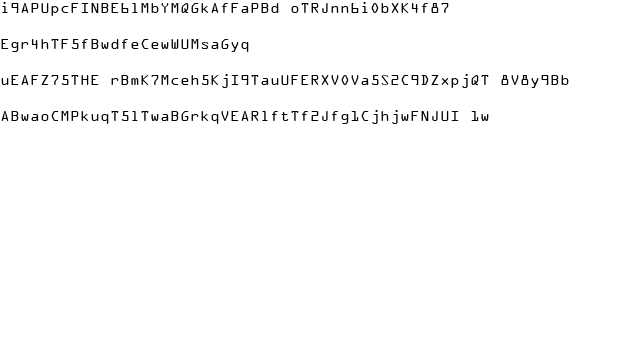 i9APUpcFINBE61MbYMQGkAfFaPBd oTRJnn6i0bXK4f87
Egr4hTF5fBwdfeCewWUMsaGyq
uEAFZ75THE rBmK7Mceh5KjI9TauUFERXV0Va5S2C9DZxpjQT 8V8y9Bb
ABwaoCMPkuqT51TwaBGrkqVEAR1ftTf2Jfg1CjhjwFNJUI 1w